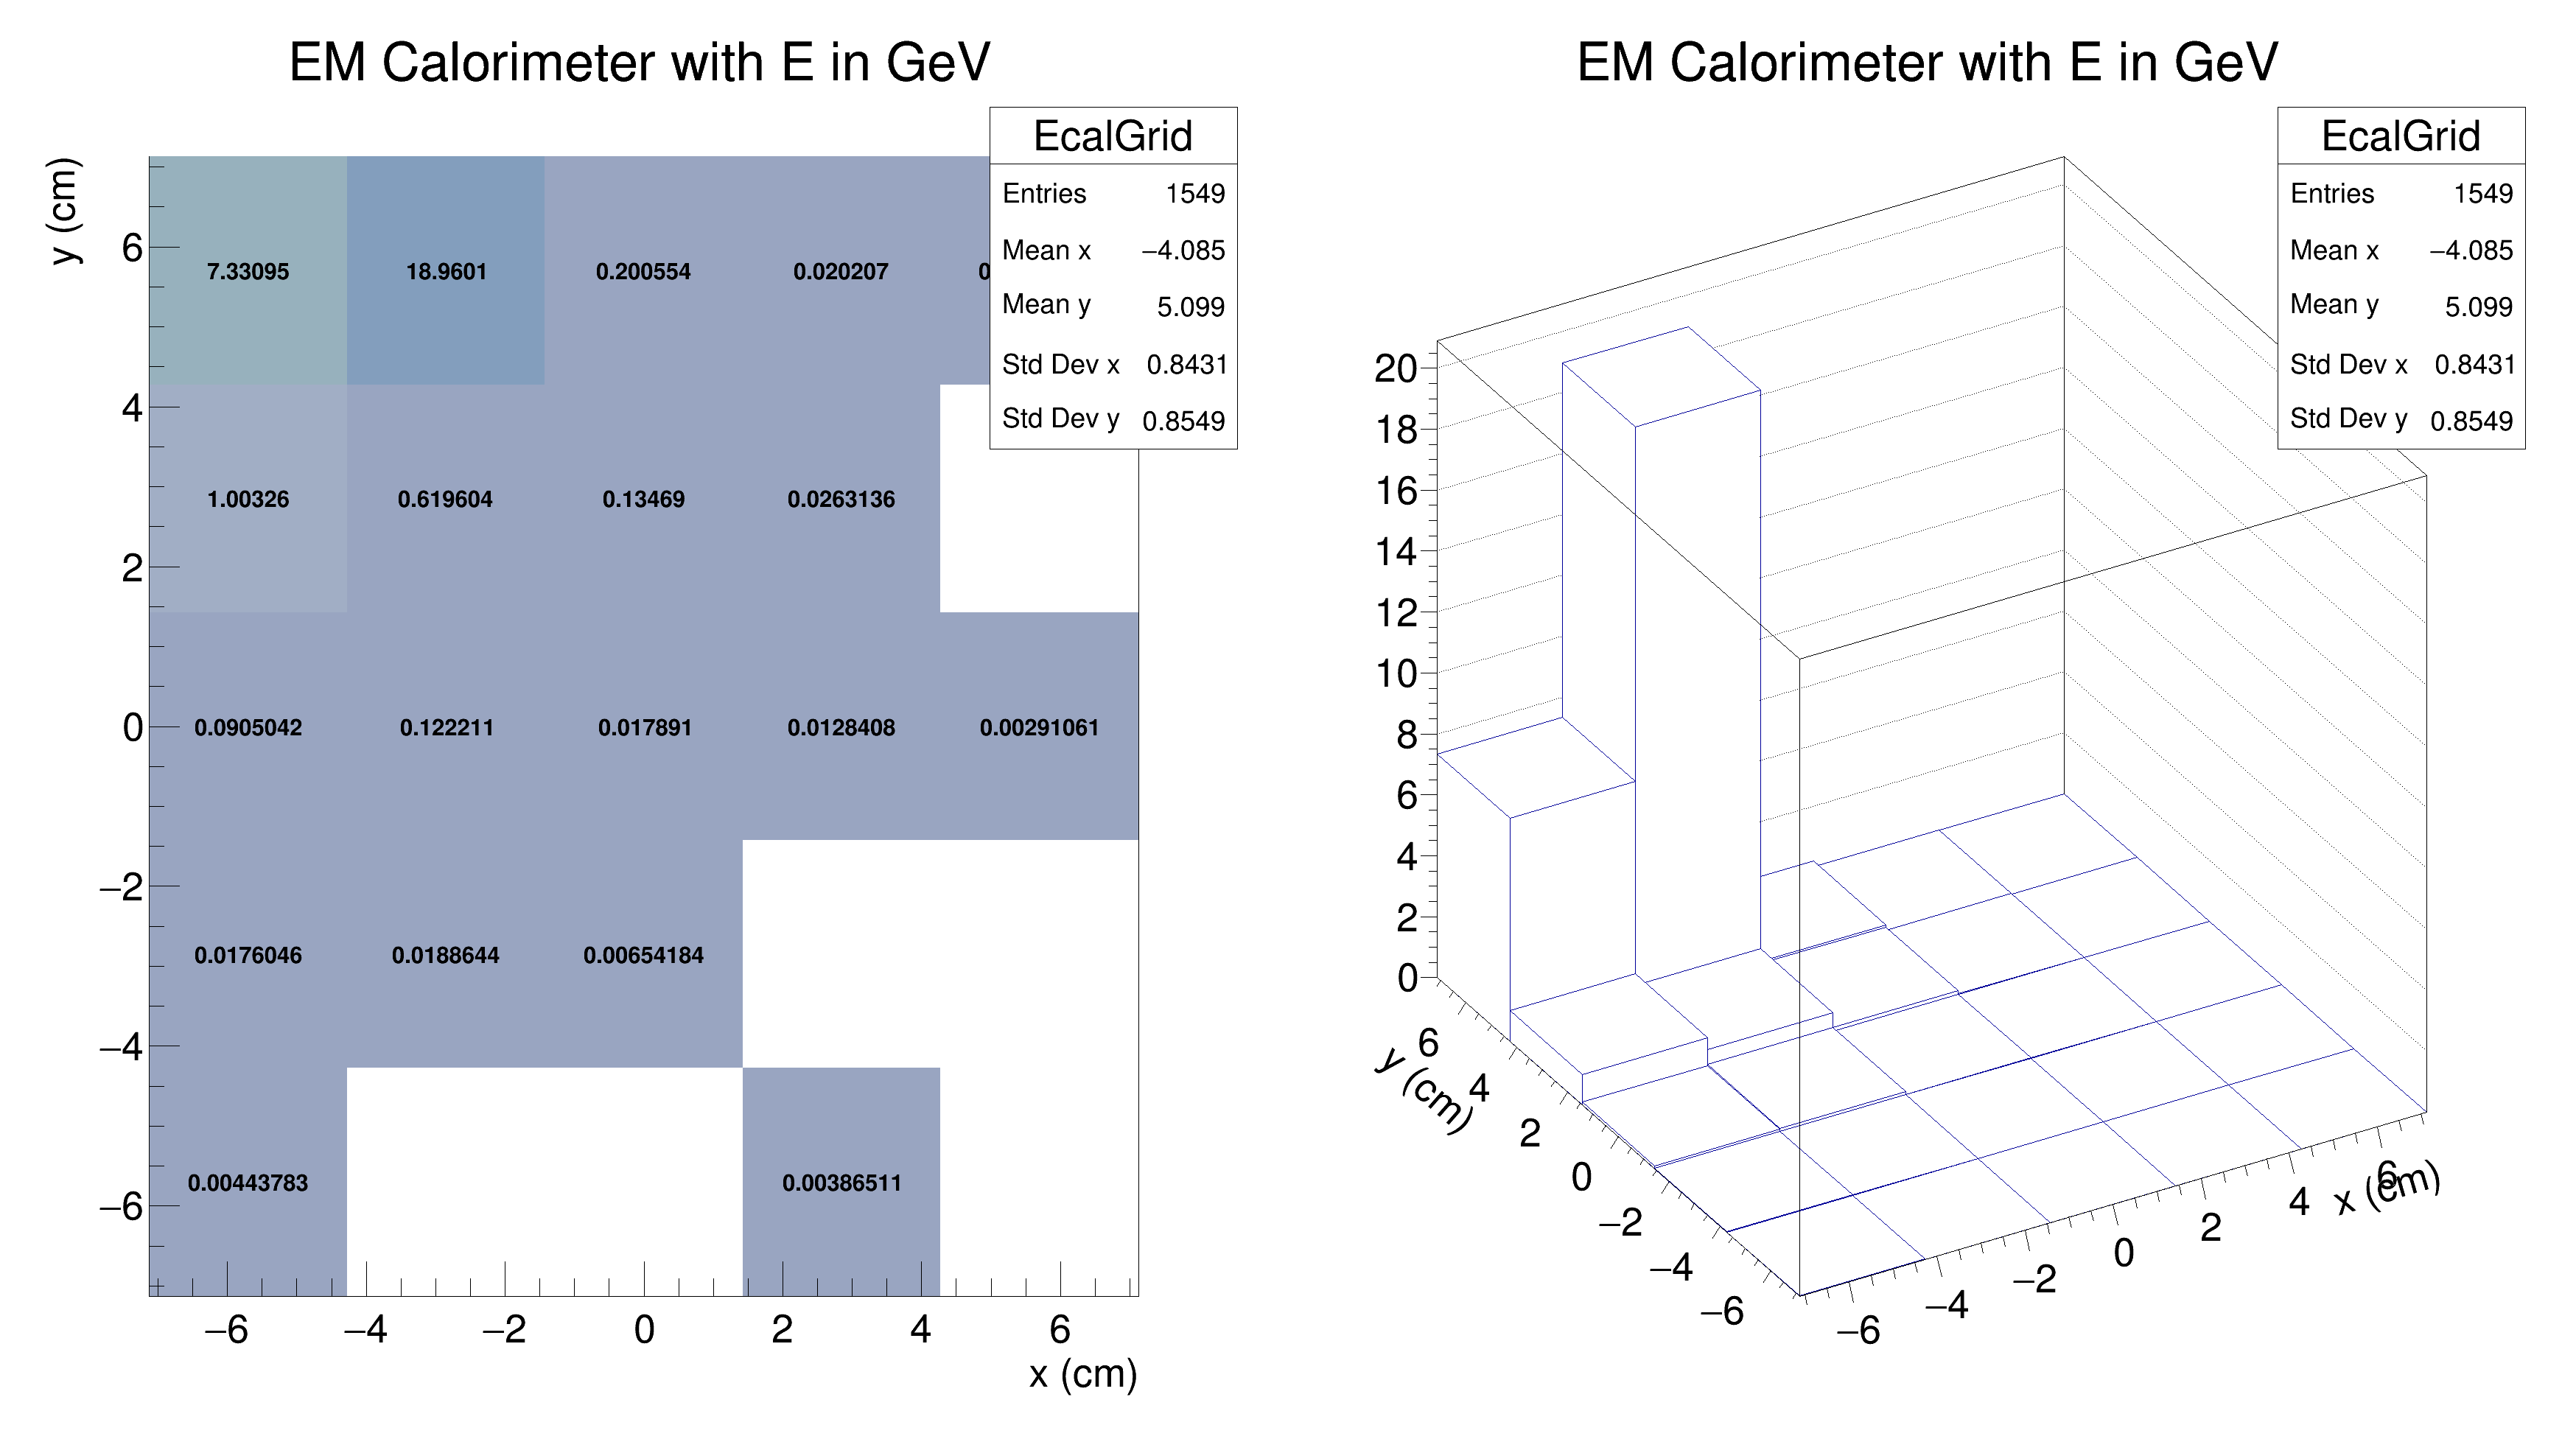 EM Calorimeter with E in GeV
y (cm)
EcalGrid
Entries 1549
Mean x −4.085
Mean y 5.099
Std Dev x 0.8431
Std Dev y 0.8549
6
4
2
0
−2
−4
−6
7.33095 18.9601 0.200554 0.020207 0
1.00326 0.619604 0.13469 0.0263136
0.0905042 0.122211 0.017891 0.0128408 0.00291061
0.0176046 0.0188644 0.00654184
0.00443783 0.00386511
−6 −4 −2 0 2 4 6
x (cm)
EM Calorimeter with E in GeV
EcalGrid
Entries 1549
Mean x −4.085
Mean y 5.099
Std Dev x 0.8431
Std Dev y 0.8549
20
18
16
14
12
10
8
6
4
2
0
y (cm)
6
4
2
0
−2
−4
−6
−6 −4 −2 0 2 4 6
x (cm)